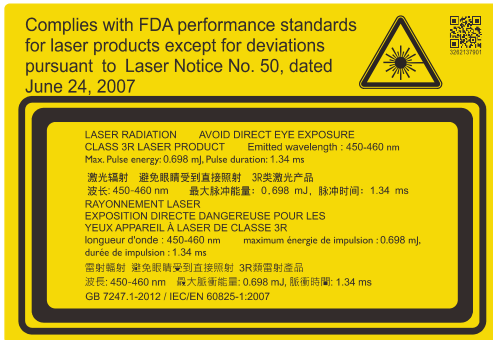 Complies with FDA performance standards
for laser products except for deviations
pursuant to Laser Notice No. 50, dated
June 24, 2007
3262137901
LASER RADIATION AVOID DIRECT EYE EXPOSURE
CLASS 3R LASER PRODUCT Emitted wavelength : 450-460 nm
Max. Pulse energy: 0.698 mJ, Pulse duration: 1.34 ms
激光辐射 避免眼睛受到直接照射 3R类激光产品
波长: 450-460 nm 最大脉冲能量: 0.698 mJ, 脉冲时间: 1.34 ms
RAYONNEMENT LASER
EXPOSITION DIRECTE DANGEREUSE POUR LES
YEUX APPAREIL À LASER DE CLASSE 3R
longueur d'onde : 450-460 nm maximum énergie de impulsion : 0.698 mJ,
durée de impulsion : 1.34 ms
雷射輻射 避免眼睛受到直接照射 3R類雷射產品
波長: 450-460 nm 最大脈衝能量: 0.698 mJ, 脈衝時間: 1.34 ms
GB 7247.1-2012 / IEC/EN 60825-1:2007